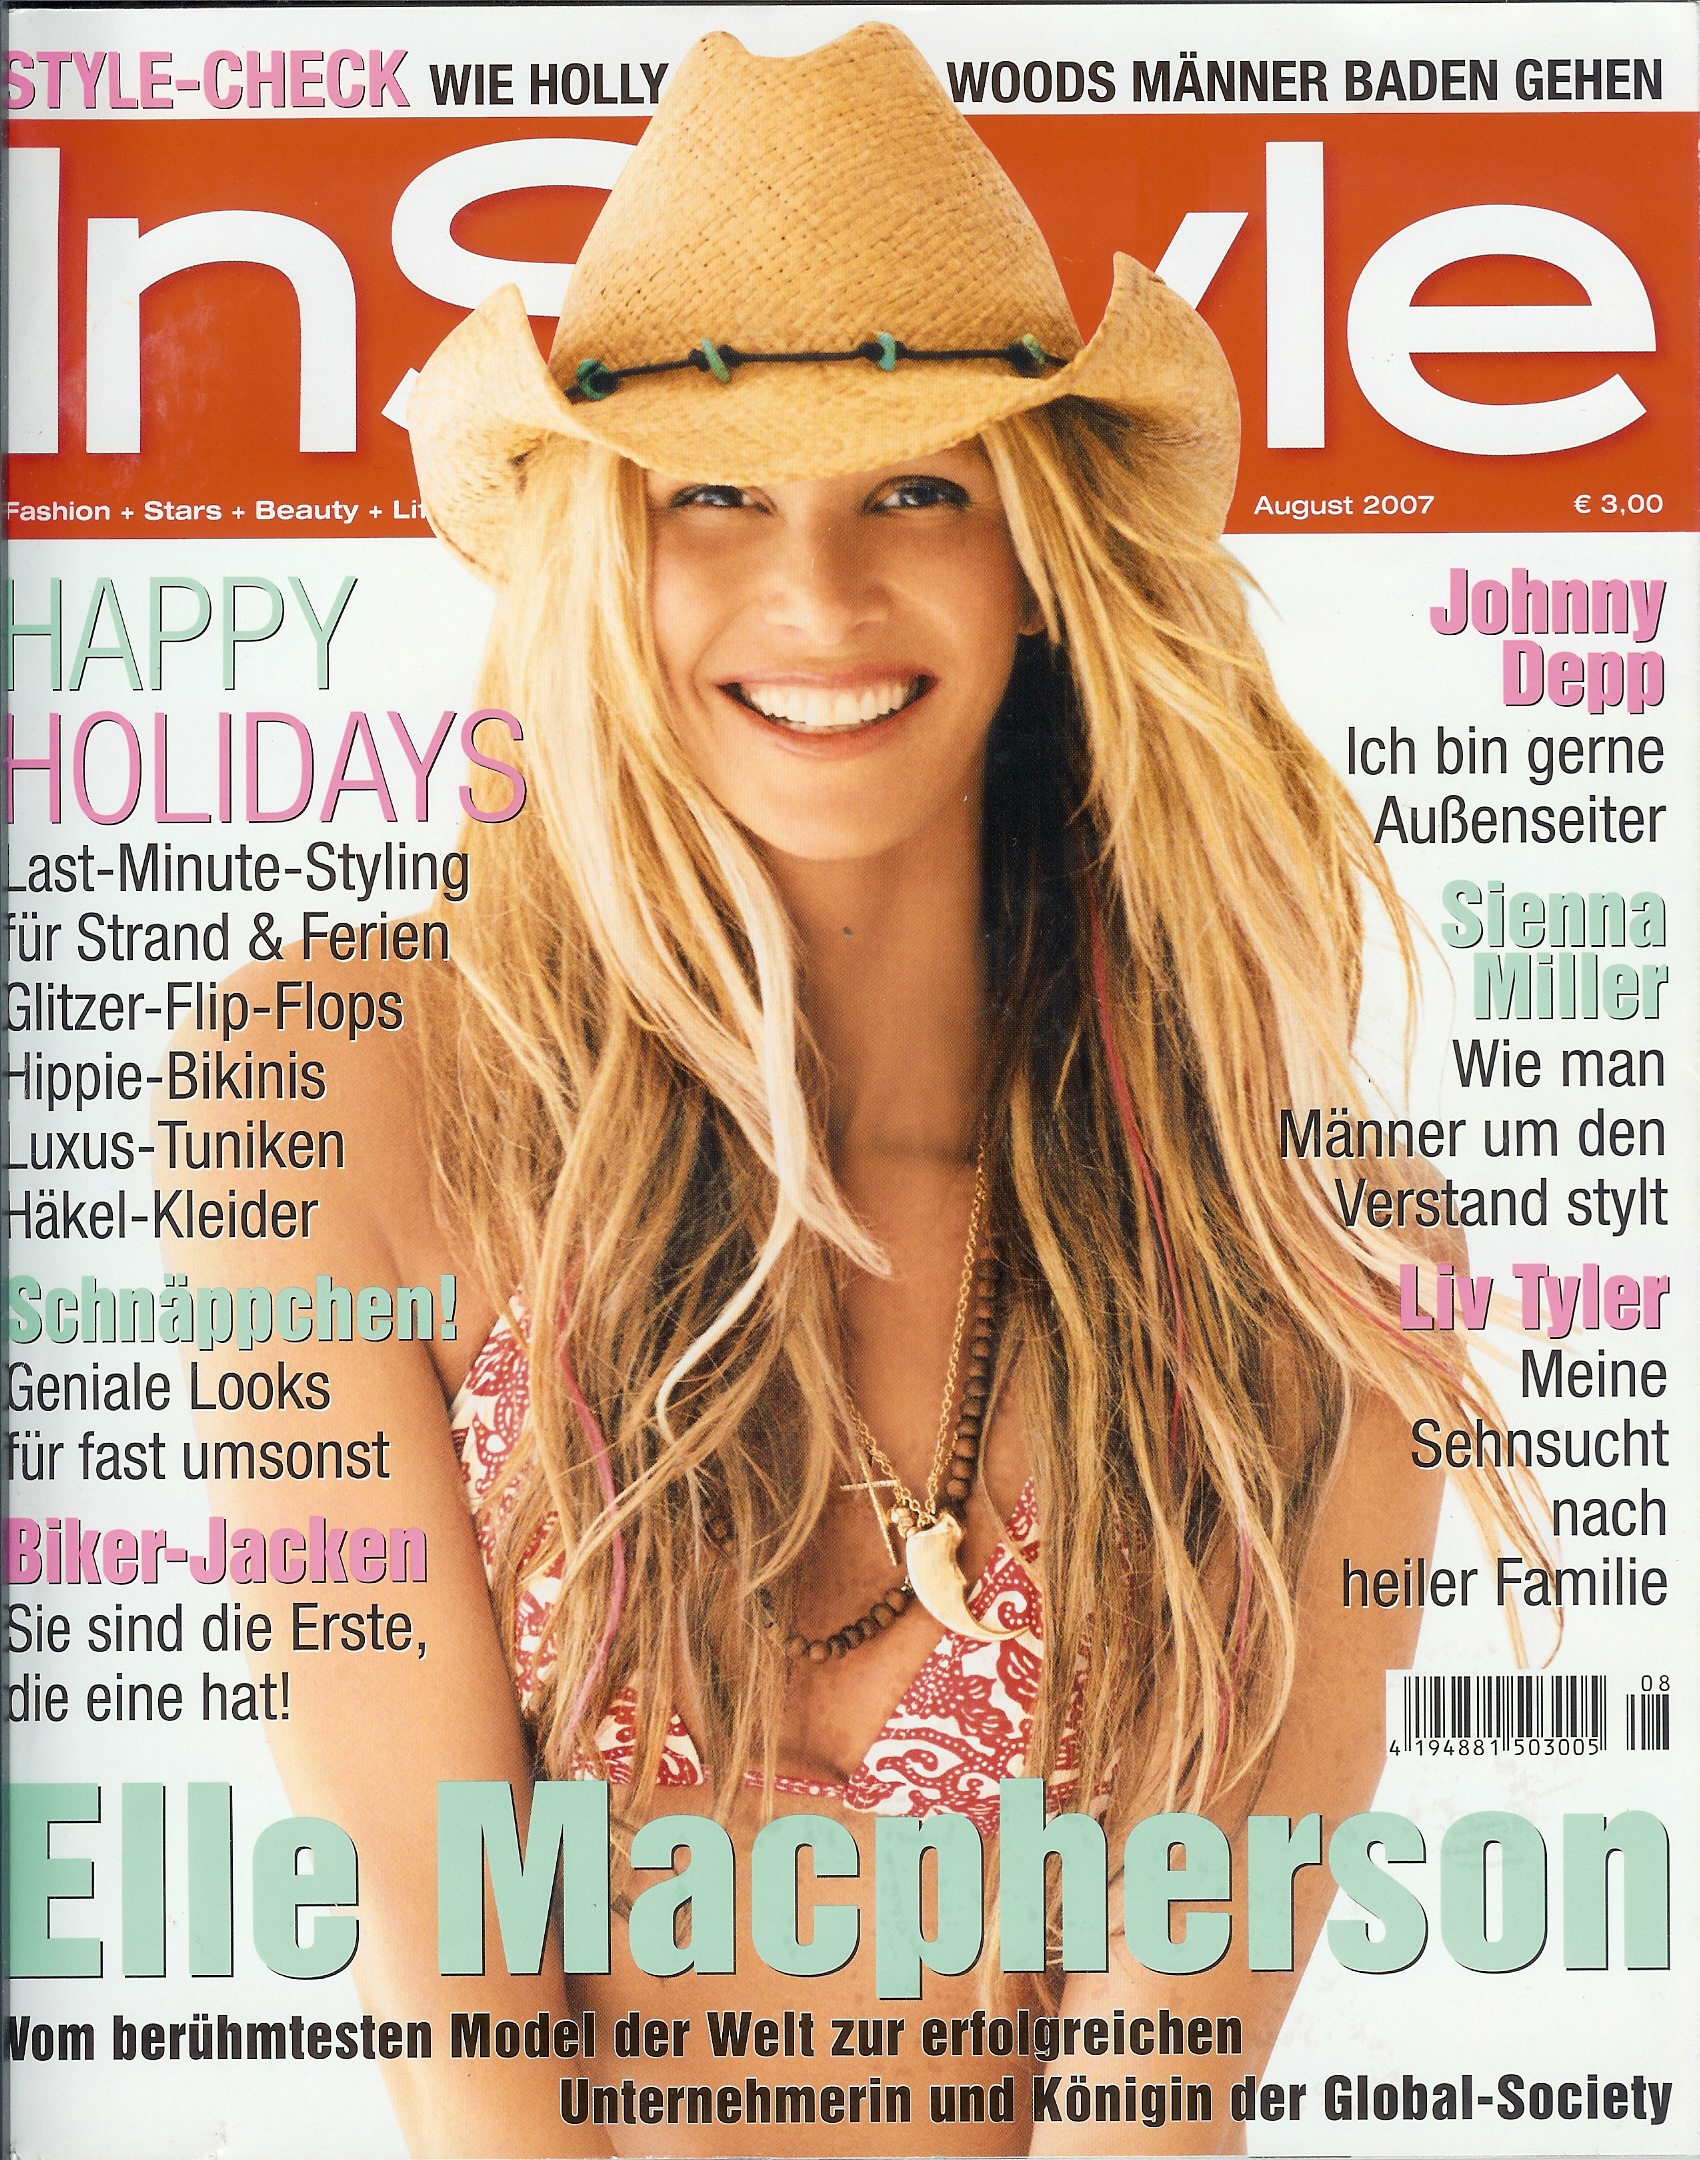 STYLE-CHECK WIE HOLLY WOODS MÄNNER BADEN GEHEN
InStyle
Fashion + Stars + Beauty + Li
August 2007
€ 3,00
HAPPY
HOLIDAYS
Last-Minute-Styling
für Strand & Ferien
Glitzer-Flip-Flops
Hippie-Bikinis
Luxus-Tuniken
Häkel-Kleider
Schnäppchen!
Geniale Looks
für fast umsonst
Biker-Jacken
Sie sind die Erste,
die eine hat!
Johnny
Depp
Ich bin gerne
Außenseiter
Sienna
Miller
Wie man
Männer um den
Verstand stylt
Liv Tyler
Meine
Sehnsucht
nach
heiler Familie
08
4 194881 503005
Elle Macpherson
Vom berühmtesten Model der Welt zur erfolgreichen
Unternehmerin und Königin der Global-Society